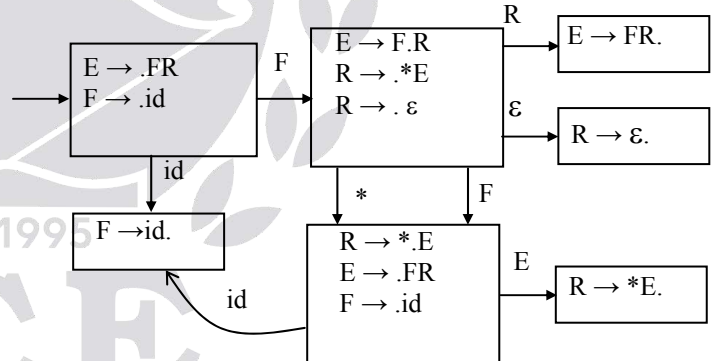 E → .FR
F → .id
F
E → F.R
R → .*E
R → . ε
R
E → FR.
ε
R → ε.
id
*
F
1995
F →id.
R → *.E
E → .FR
F → .id
E
R → *E.
id